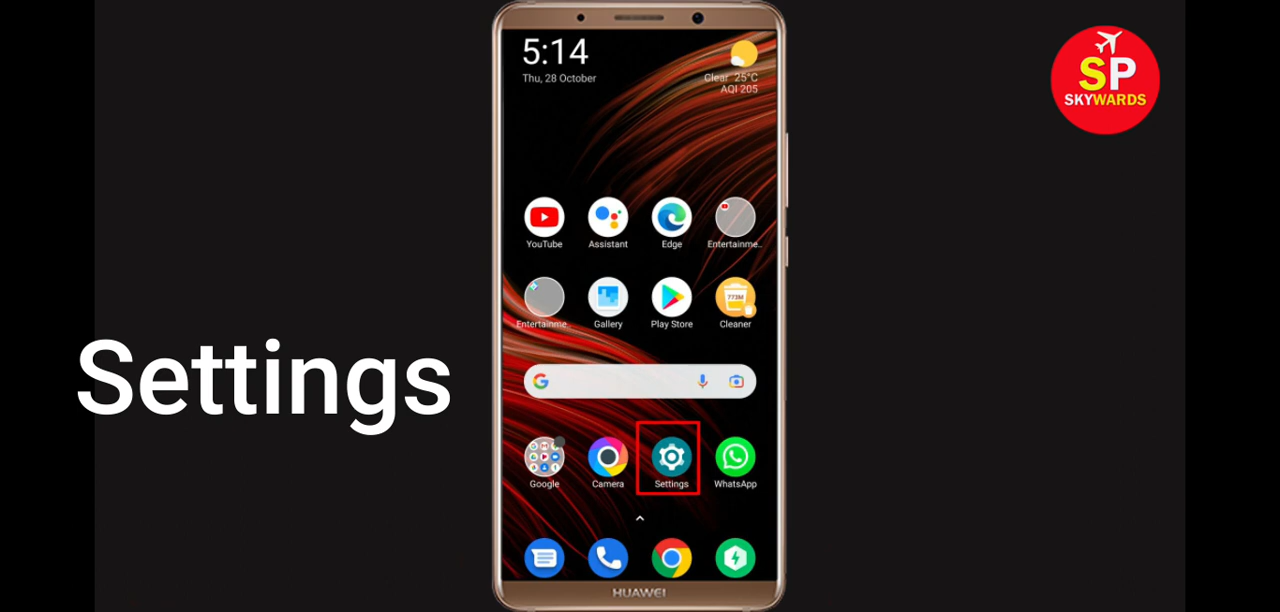 5:14
Thu, 28 October
Clear 25°C
AQI 205
SP
SKYWARDS
YouTube
Assistant
Edge
Entertainme..
Entertainme..
Gallery
Play Store
773M
Cleaner
Settings
G
Google
Camera
Settings
WhatsApp
HUAWEI